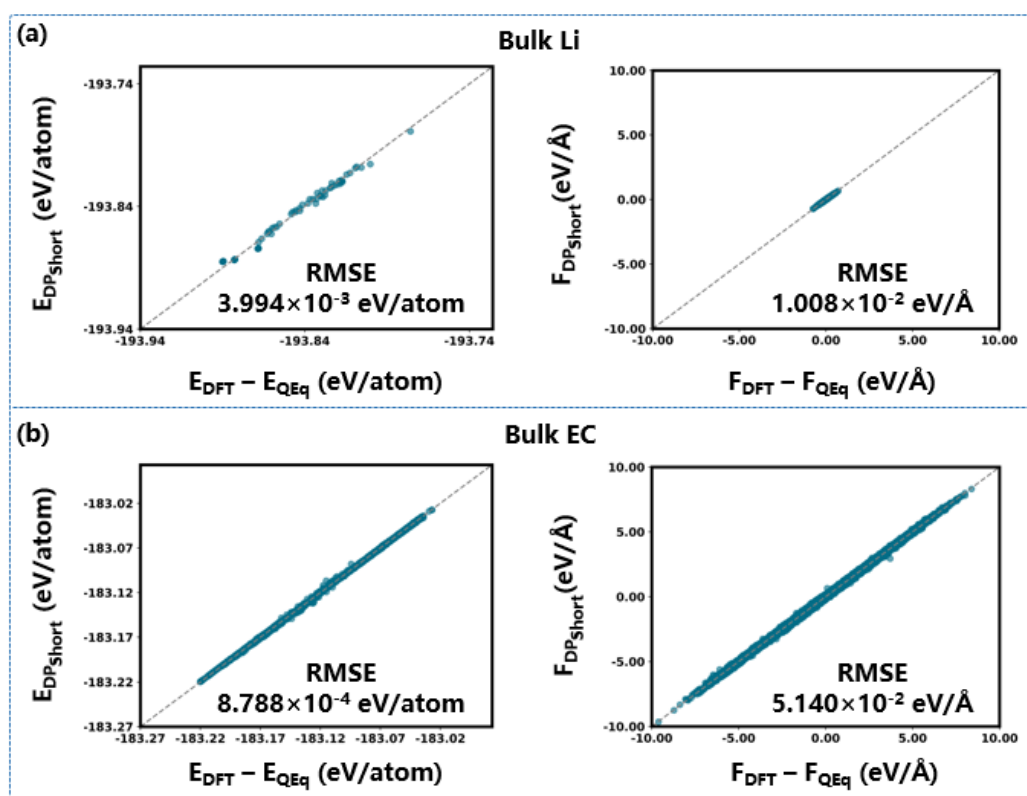 (a)
Bulk Li
E_DPShort (eV/atom)
-193.74
-193.84
-193.94
-193.94 -193.84 -193.74
RMSE
3.994×10⁻³ eV/atom
E_DFT – E_QEq (eV/atom)
F_DPShort(eV/Å)
10.00
5.00
0.00
-5.00
-10.00
-10.00 -5.00 0.00 5.00 10.00
RMSE
1.008×10⁻² eV/Å
F_DFT – F_QEq (eV/Å)
(b)
Bulk EC
E_DPShort (eV/atom)
-183.02
-183.07
-183.12
-183.17
-183.22
-183.27
-183.27 -183.22 -183.17 -183.12 -183.07 -183.02
RMSE
8.788×10⁻⁴ eV/atom
E_DFT – E_QEq (eV/atom)
F_DPShort(eV/Å)
10.00
5.00
0.00
-5.00
-10.00
-10.00 -5.00 0.00 5.00 10.00
RMSE
5.140×10⁻² eV/Å
F_DFT – F_QEq (eV/Å)